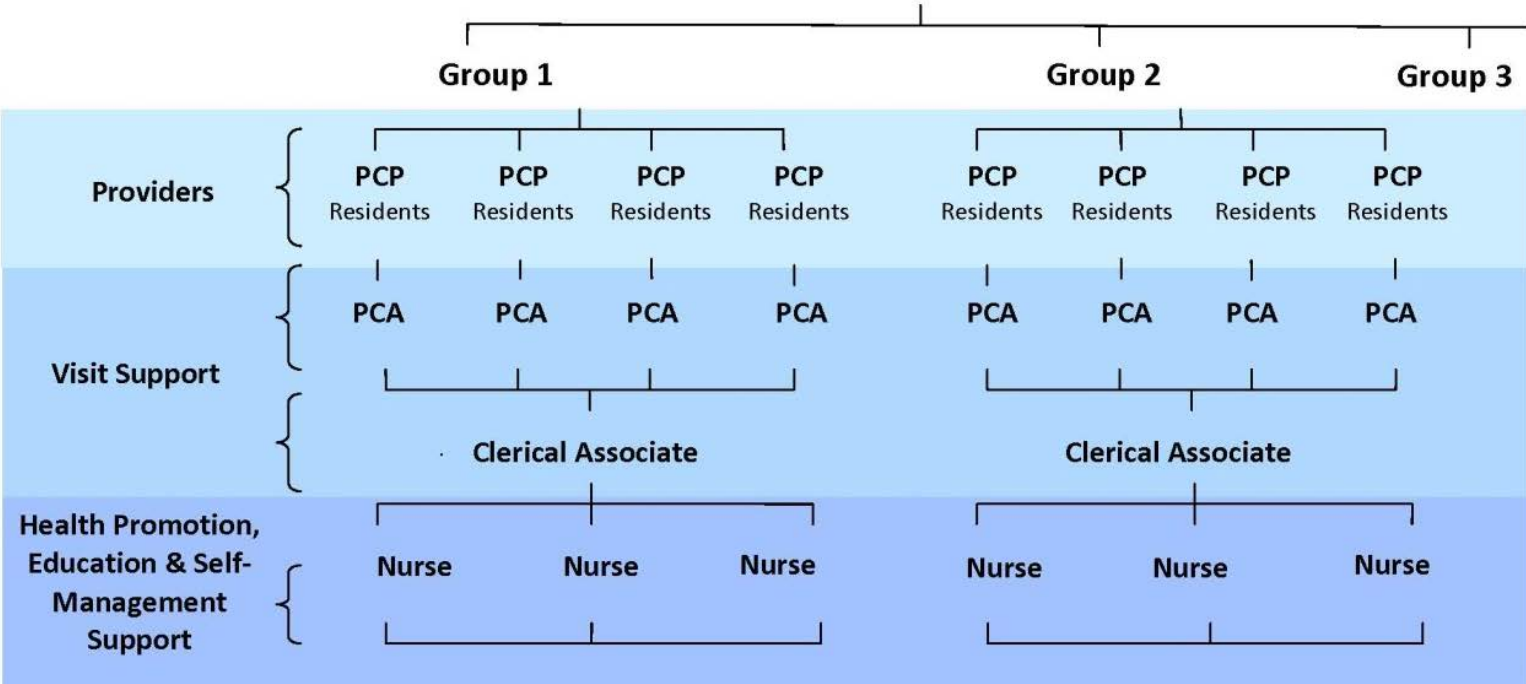 Group 1 Group 2 Group 3
Providers
PCP PCP PCP PCP PCP PCP PCP PCP
Residents Residents Residents Residents Residents Residents Residents Residents
PCA PCA PCA PCA PCA PCA PCA PCA
Visit Support
Clerical Associate Clerical Associate
Health Promotion,
Education & Self-
Management
Support
Nurse Nurse Nurse Nurse Nurse Nurse